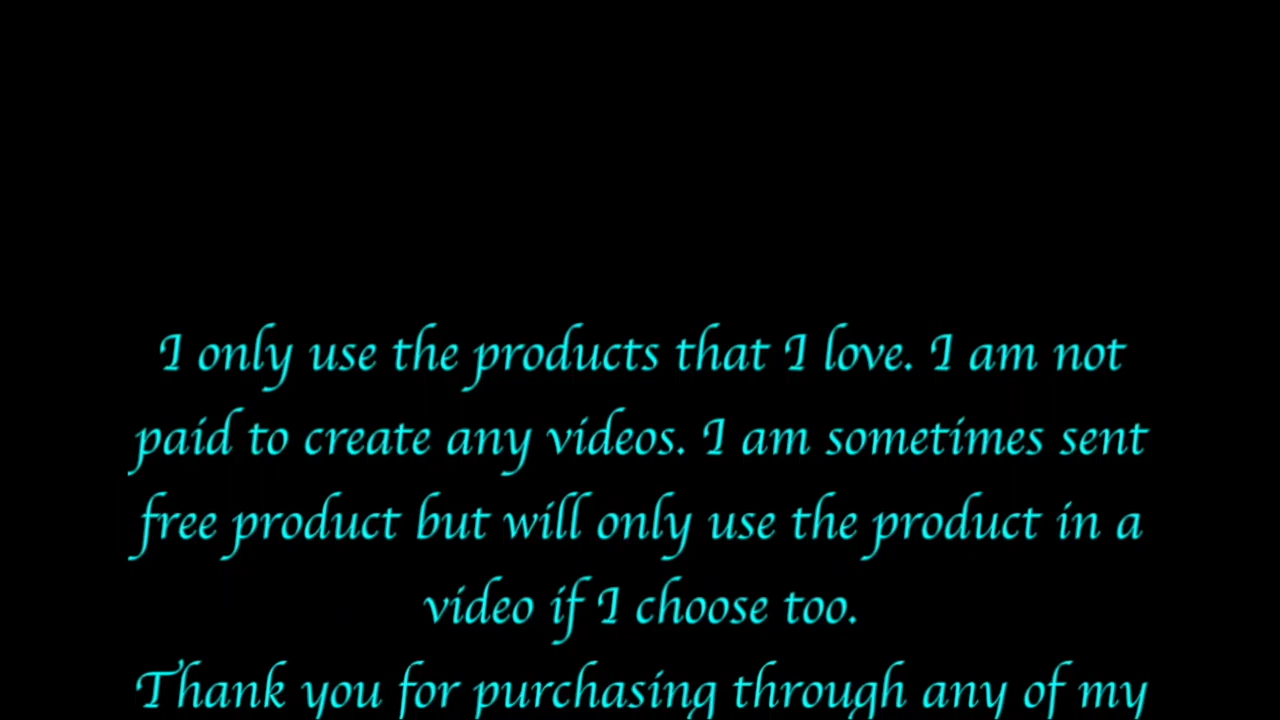 I only use the products that I love. I am not
paid to create any videos. I am sometimes sent
free product but will only use the product in a
video if I choose too.
Thank you for purchasing through any of my